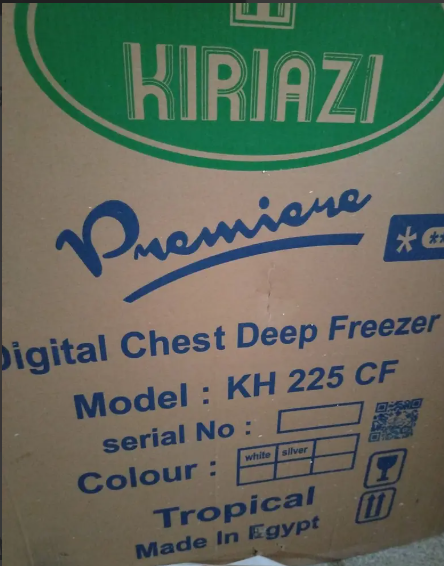 KIRIAZI
Premiere
Digital Chest Deep Freezer
Model : KH 225 CF
serial No :
Colour : white silver
Tropical
Made In Egypt